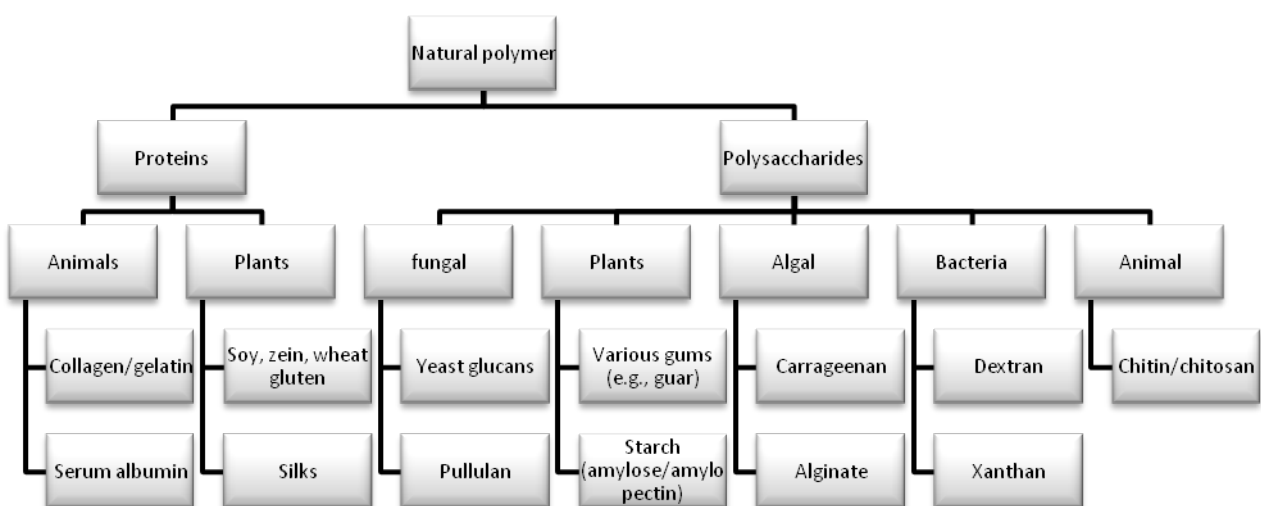 Natural polymer
Proteins
Polysaccharides
Animals
Plants
fungal
Plants
Algal
Bacteria
Animal
Collagen/gelatin
Soy, zein, wheat
gluten
Yeast glucans
Various gums
(e.g., guar)
Carrageenan
Dextran
Chitin/chitosan
Serum albumin
Silks
Pullulan
Starch
(amylose/amylo
pectin)
Alginate
Xanthan